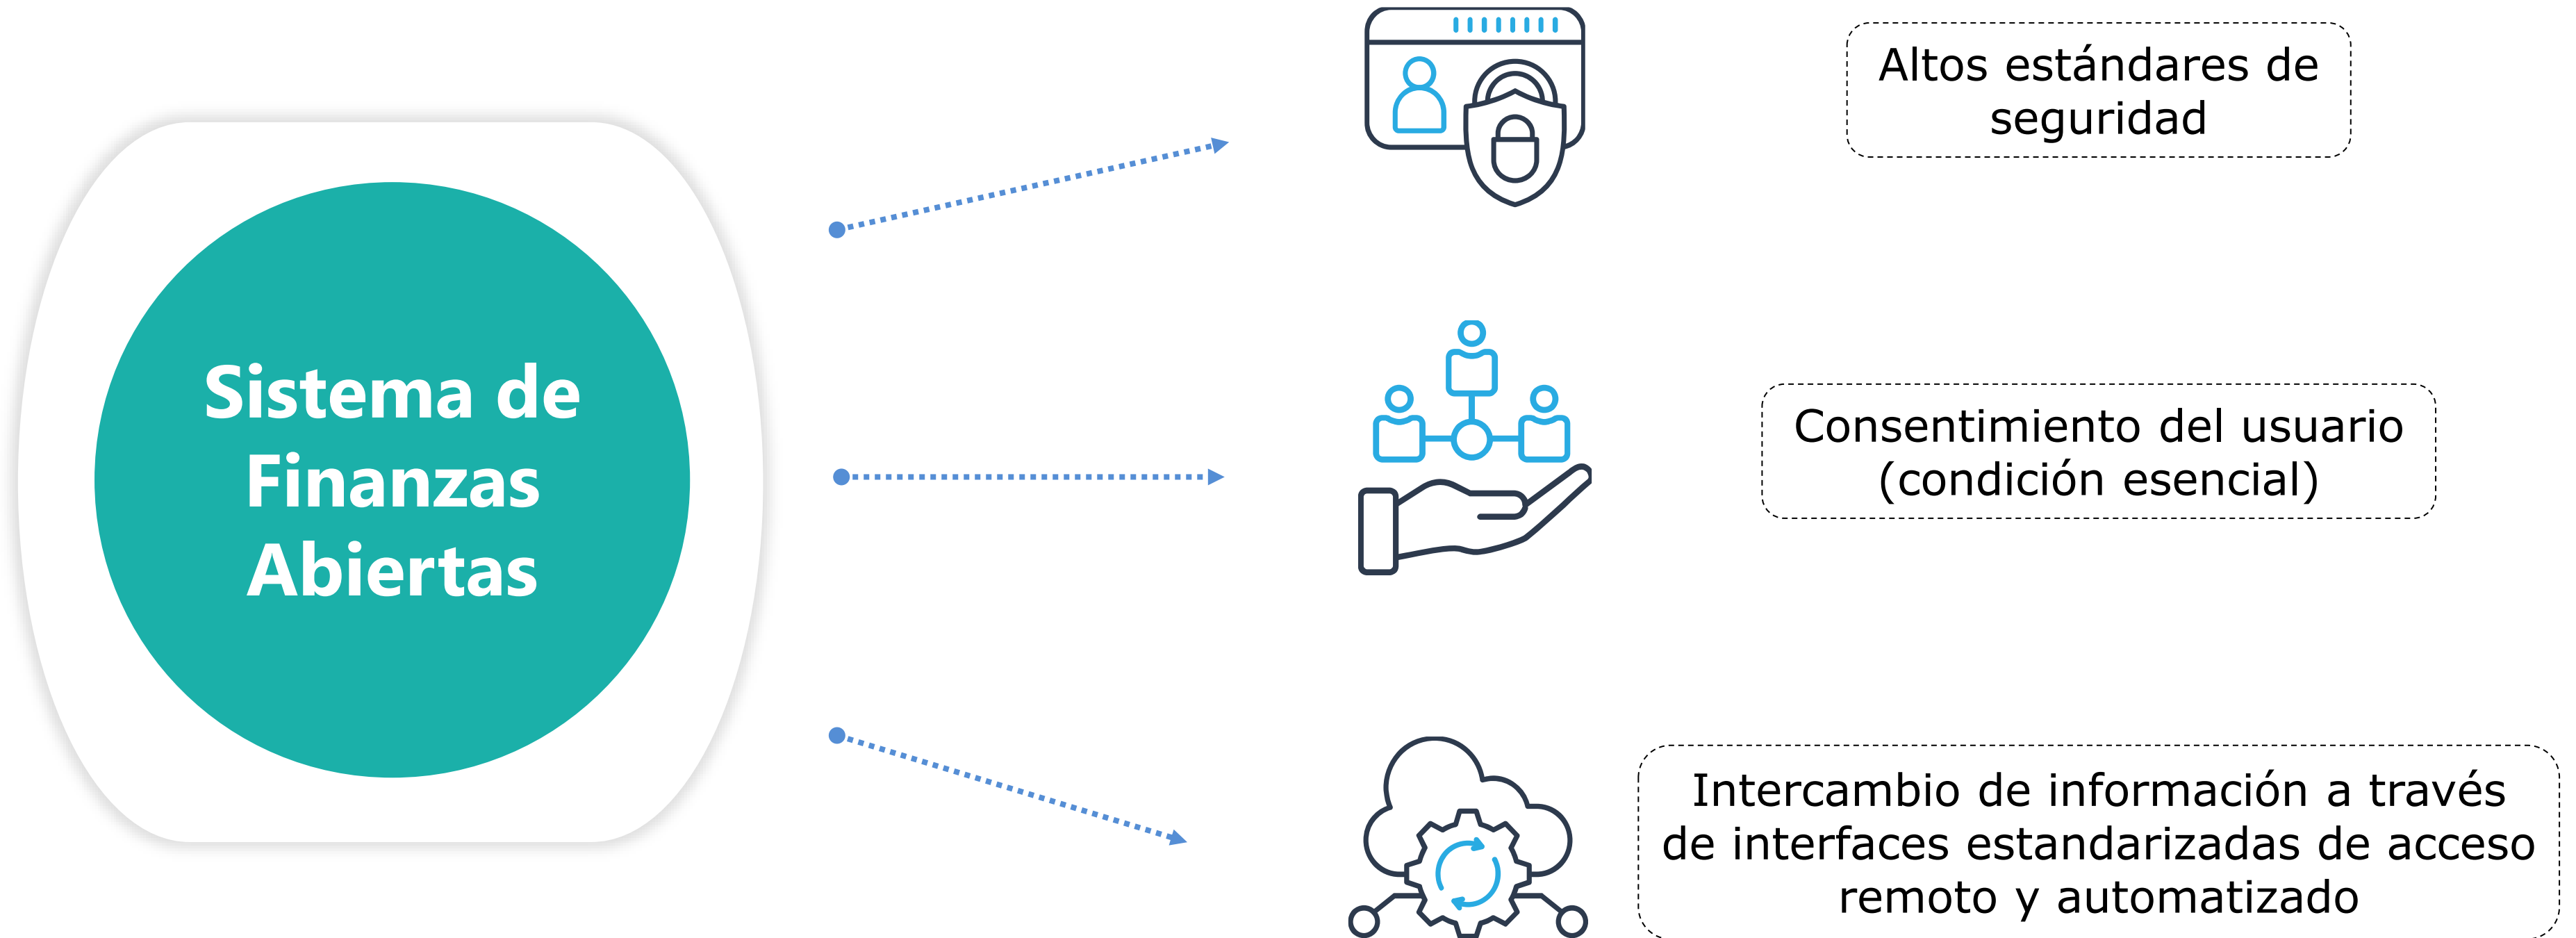 Sistema de
Finanzas
Abiertas
Altos estándares de
seguridad
Consentimiento del usuario
(condición esencial)
Intercambio de información a través
de interfaces estandarizadas de acceso
remoto y automatizado